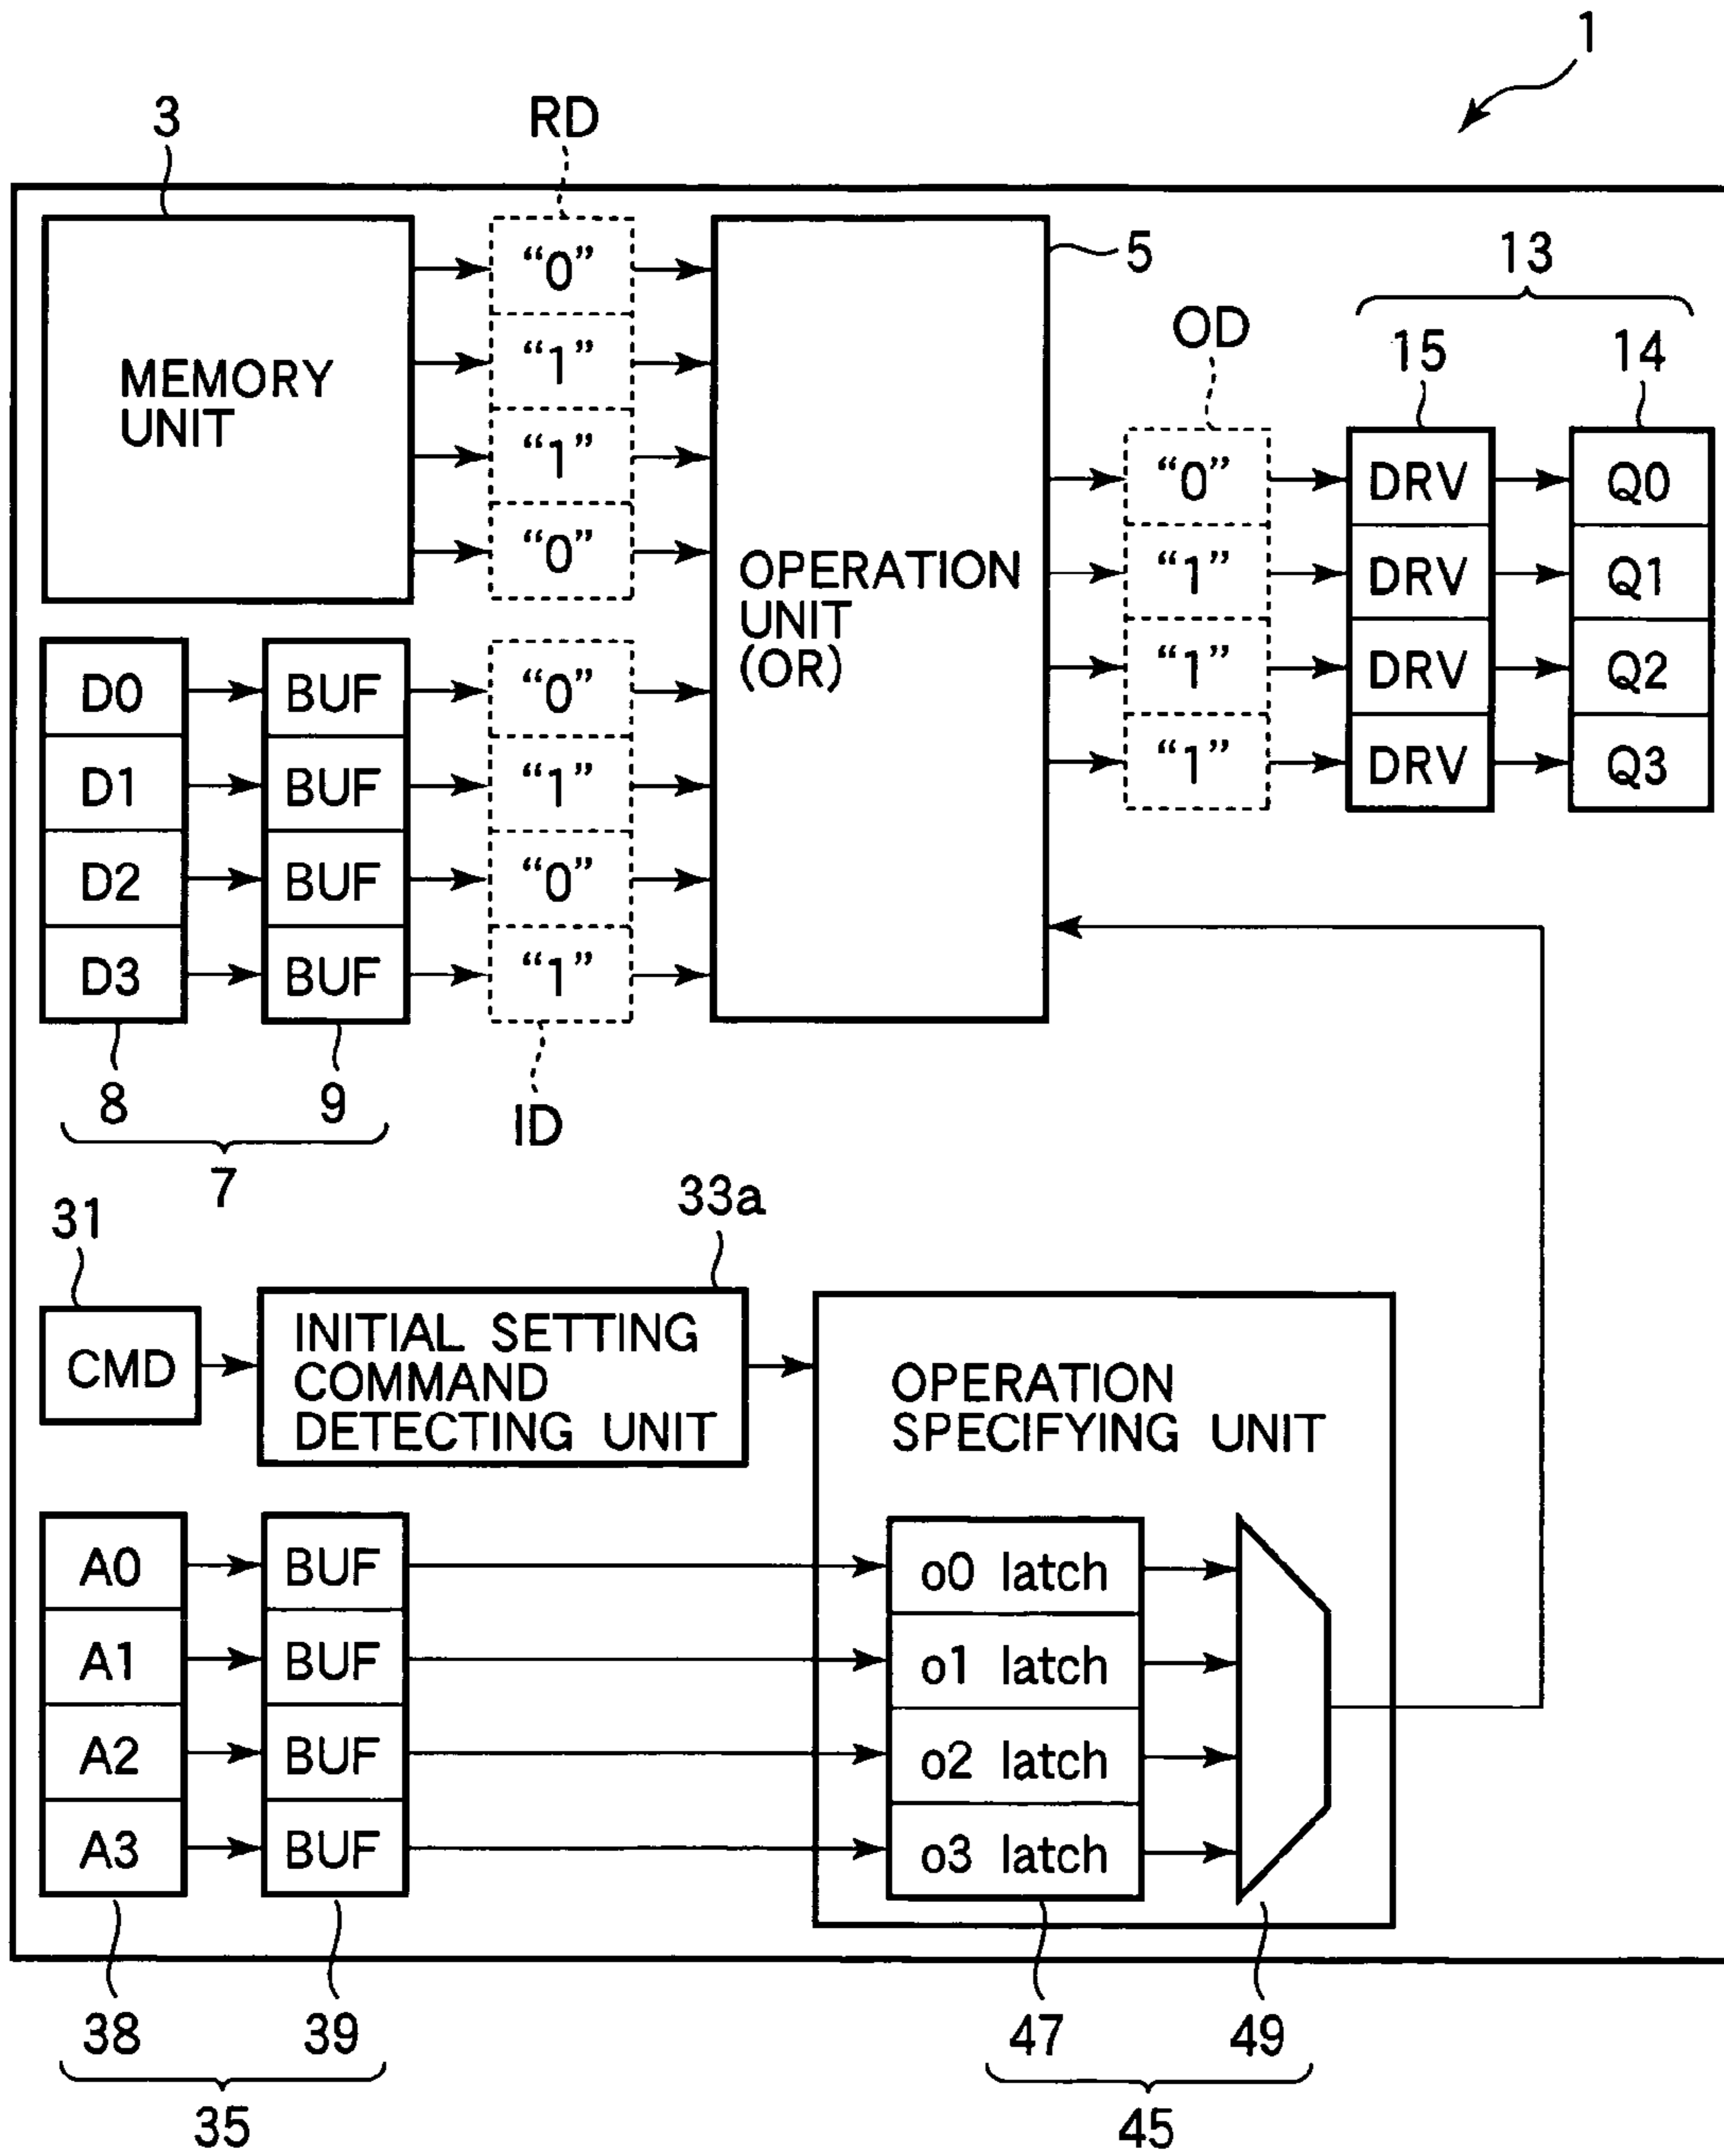 1
3
RD
5
13
OD
15
14
MEMORY
UNIT
"0"
"1"
"1"
"0"
OPERATION
UNIT
(OR)
"0"
"1"
"1"
"1"
DRV
DRV
DRV
DRV
Q0
Q1
Q2
Q3
D0
D1
D2
D3
BUF
BUF
BUF
BUF
"0"
"1"
"0"
"1"
8
9
ID
7
31
33a
CMD
INITIAL SETTING
COMMAND
DETECTING UNIT
OPERATION
SPECIFYING UNIT
A0
A1
A2
A3
BUF
BUF
BUF
BUF
o0 latch
o1 latch
o2 latch
o3 latch
38
39
47
49
35
45